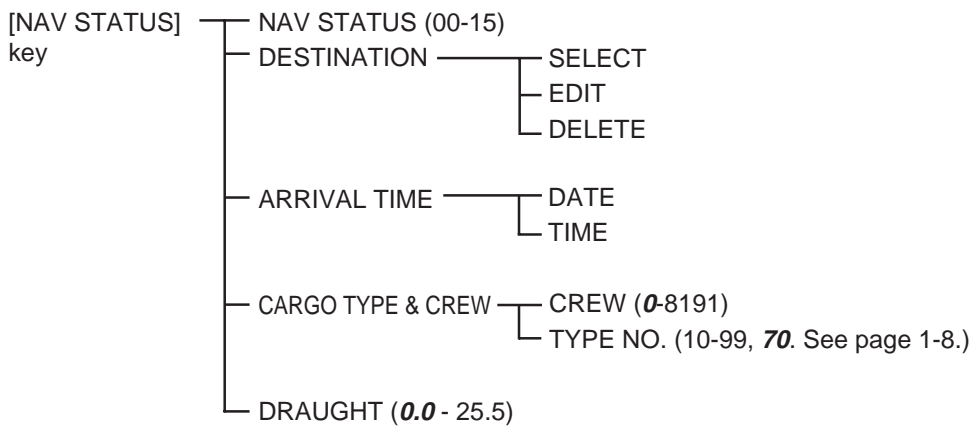 [NAV STATUS] NAV STATUS (00-15)
key DESTINATION SELECT
EDIT
DELETE
ARRIVAL TIME DATE
TIME
CARGO TYPE & CREW CREW (0-8191)
TYPE NO. (10-99, 70. See page 1-8.)
DRAUGHT (0.0 - 25.5)